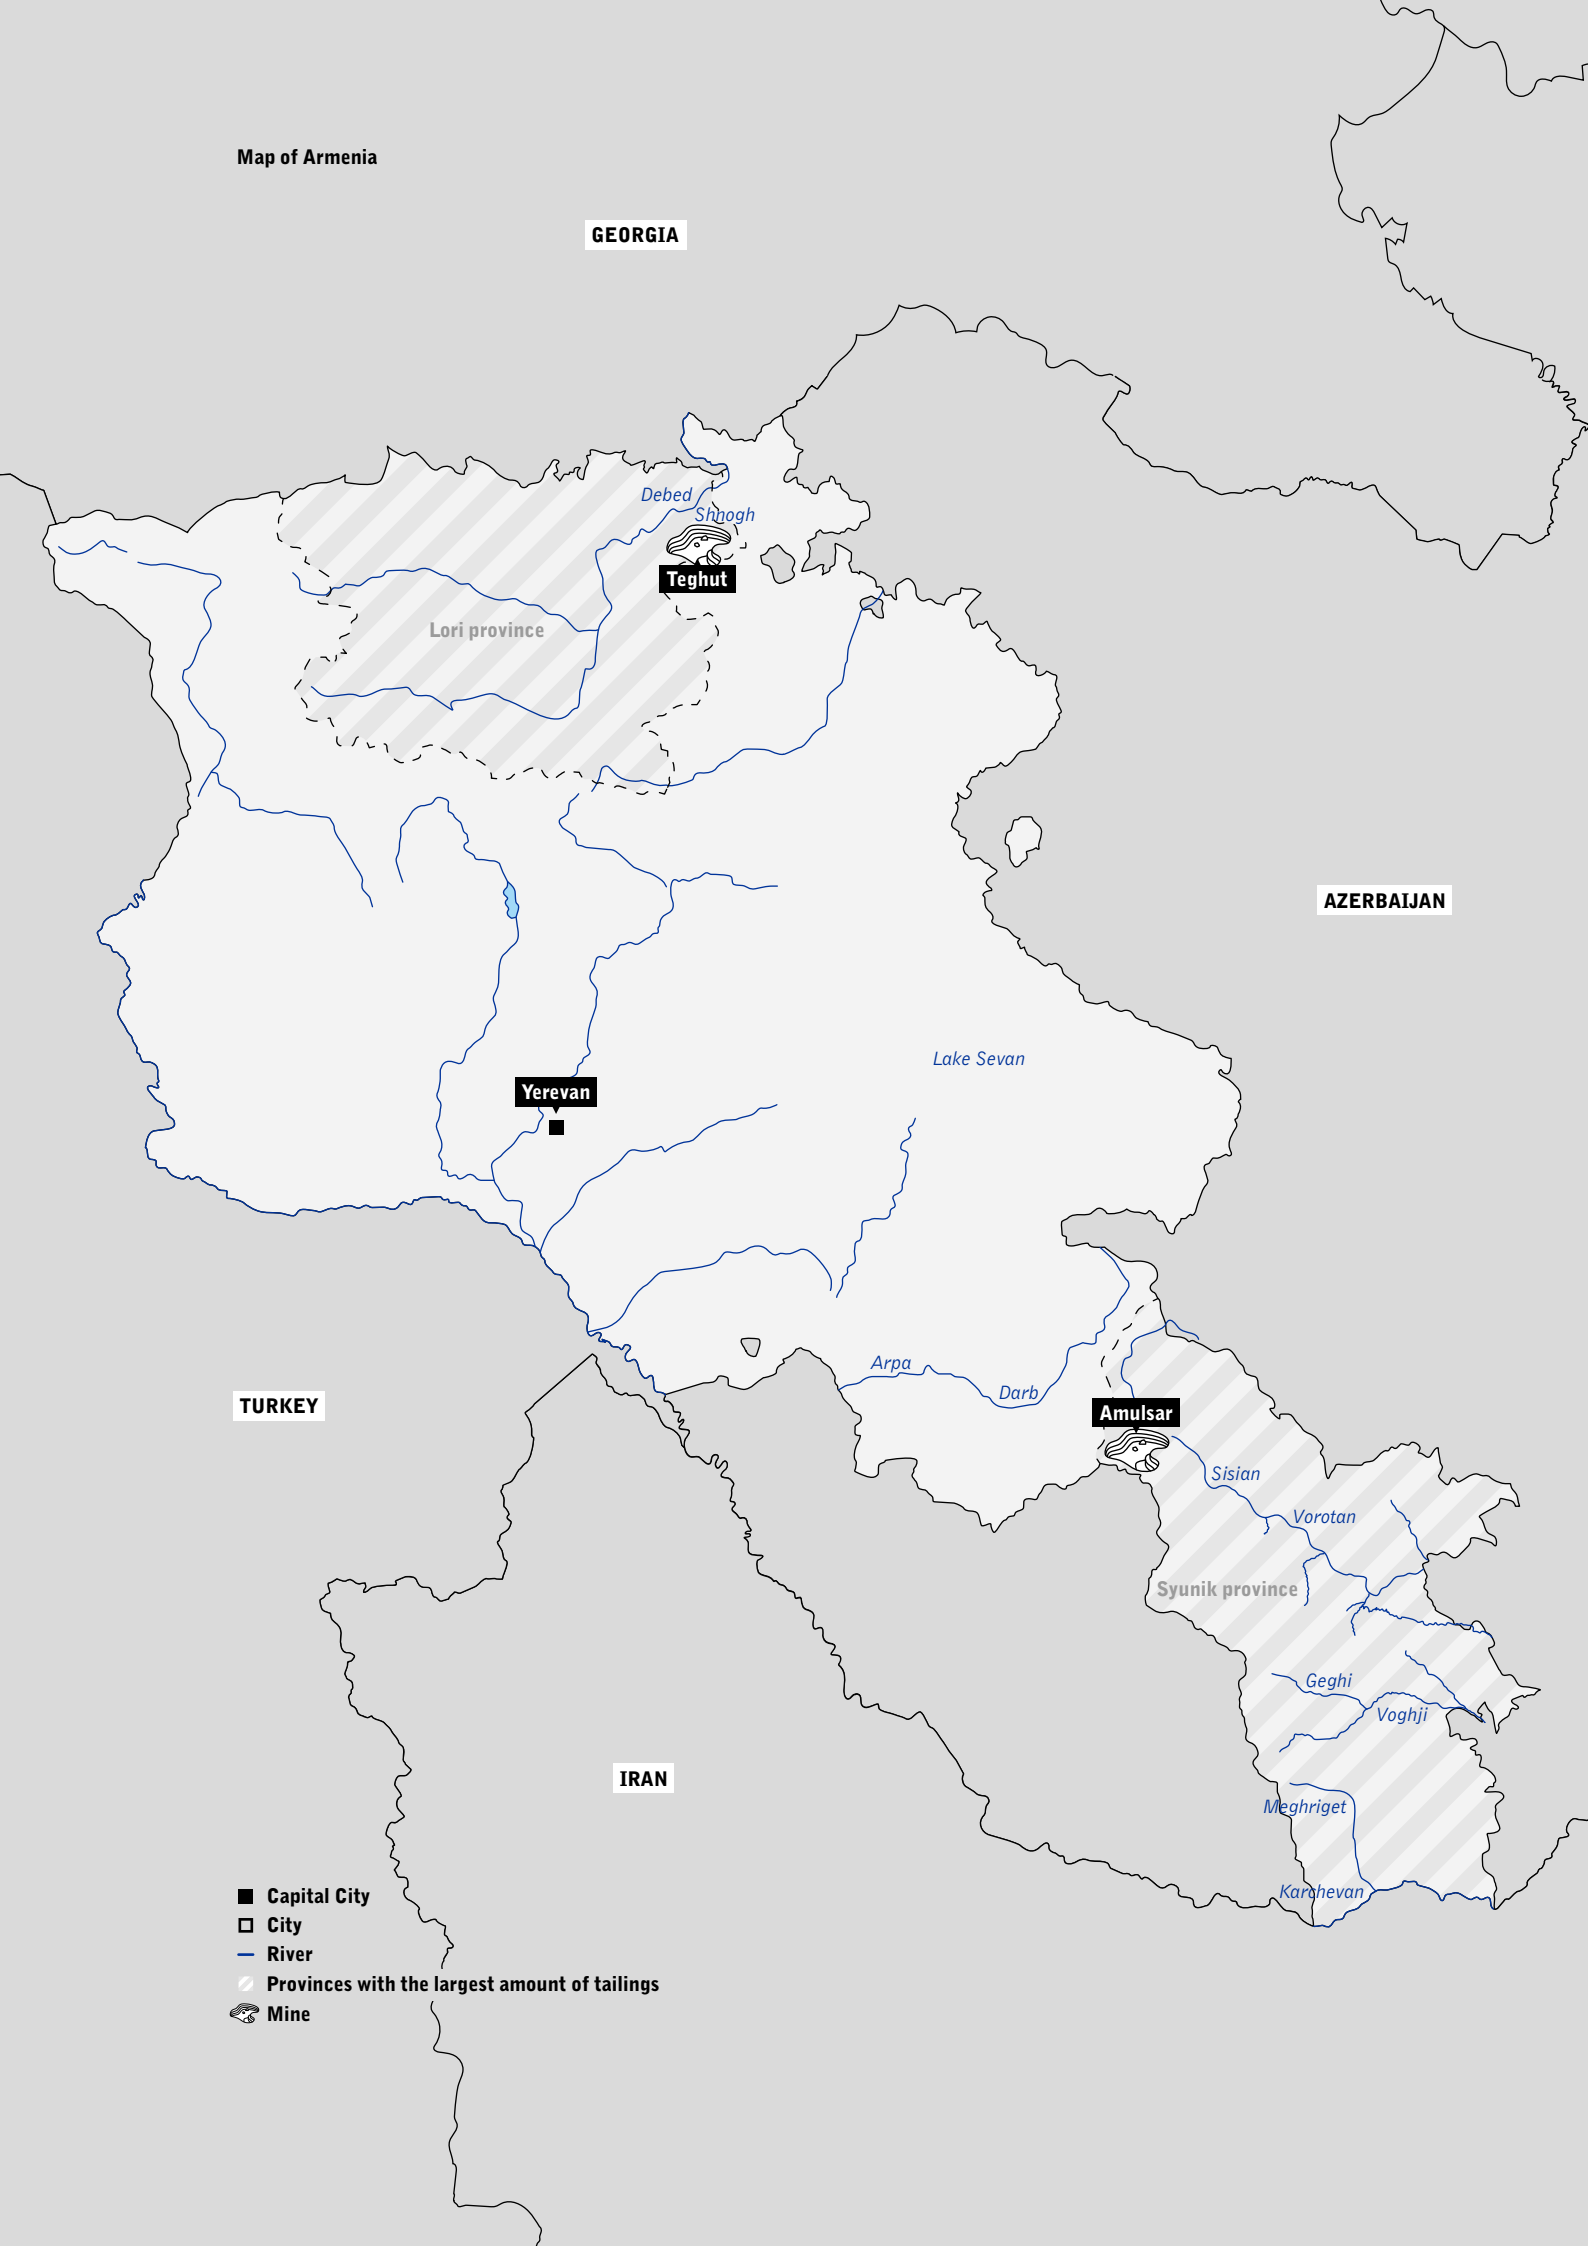 Map of Armenia
GEORGIA
Debed
Shnogh
Teghut
Lori province
AZERBAIJAN
Lake Sevan
Yerevan
Arpa
Darb
TURKEY
Amulsar
Sisian
Vorotan
Syunik province
Geghi
Voghji
IRAN
Meghriget
Karchevan
Capital City
City
River
Provinces with the largest amount of tailings
Mine